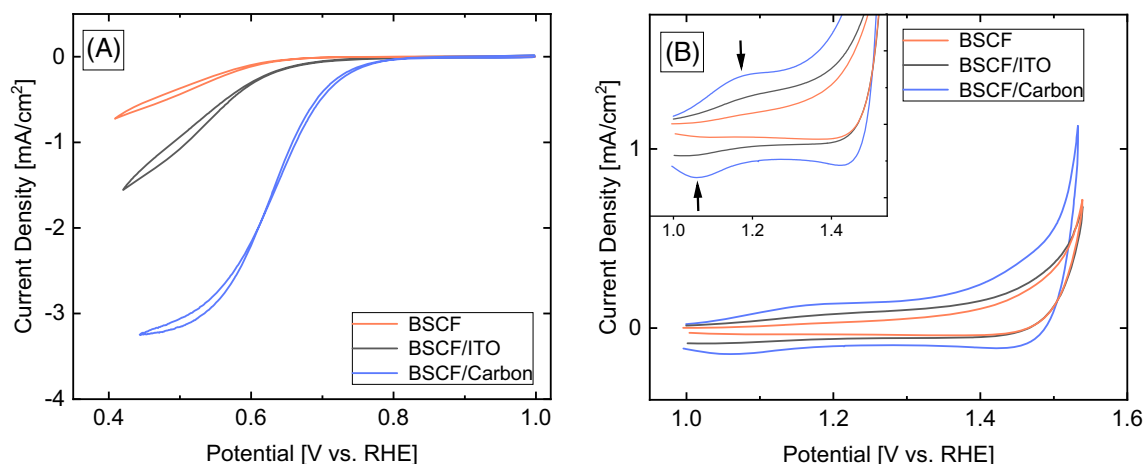 (A)
0
-1
-2
-3
-4
Current Density [mA/cm²]
BSCF
BSCF/ITO
BSCF/Carbon
0.4 0.6 0.8 1.0
Potential [V vs. RHE]
(B)
1.0 1.2 1.4
BSCF
BSCF/ITO
BSCF/Carbon
1
0
Current Density [mA/cm²]
1.0 1.2 1.4 1.6
Potential [V vs. RHE]